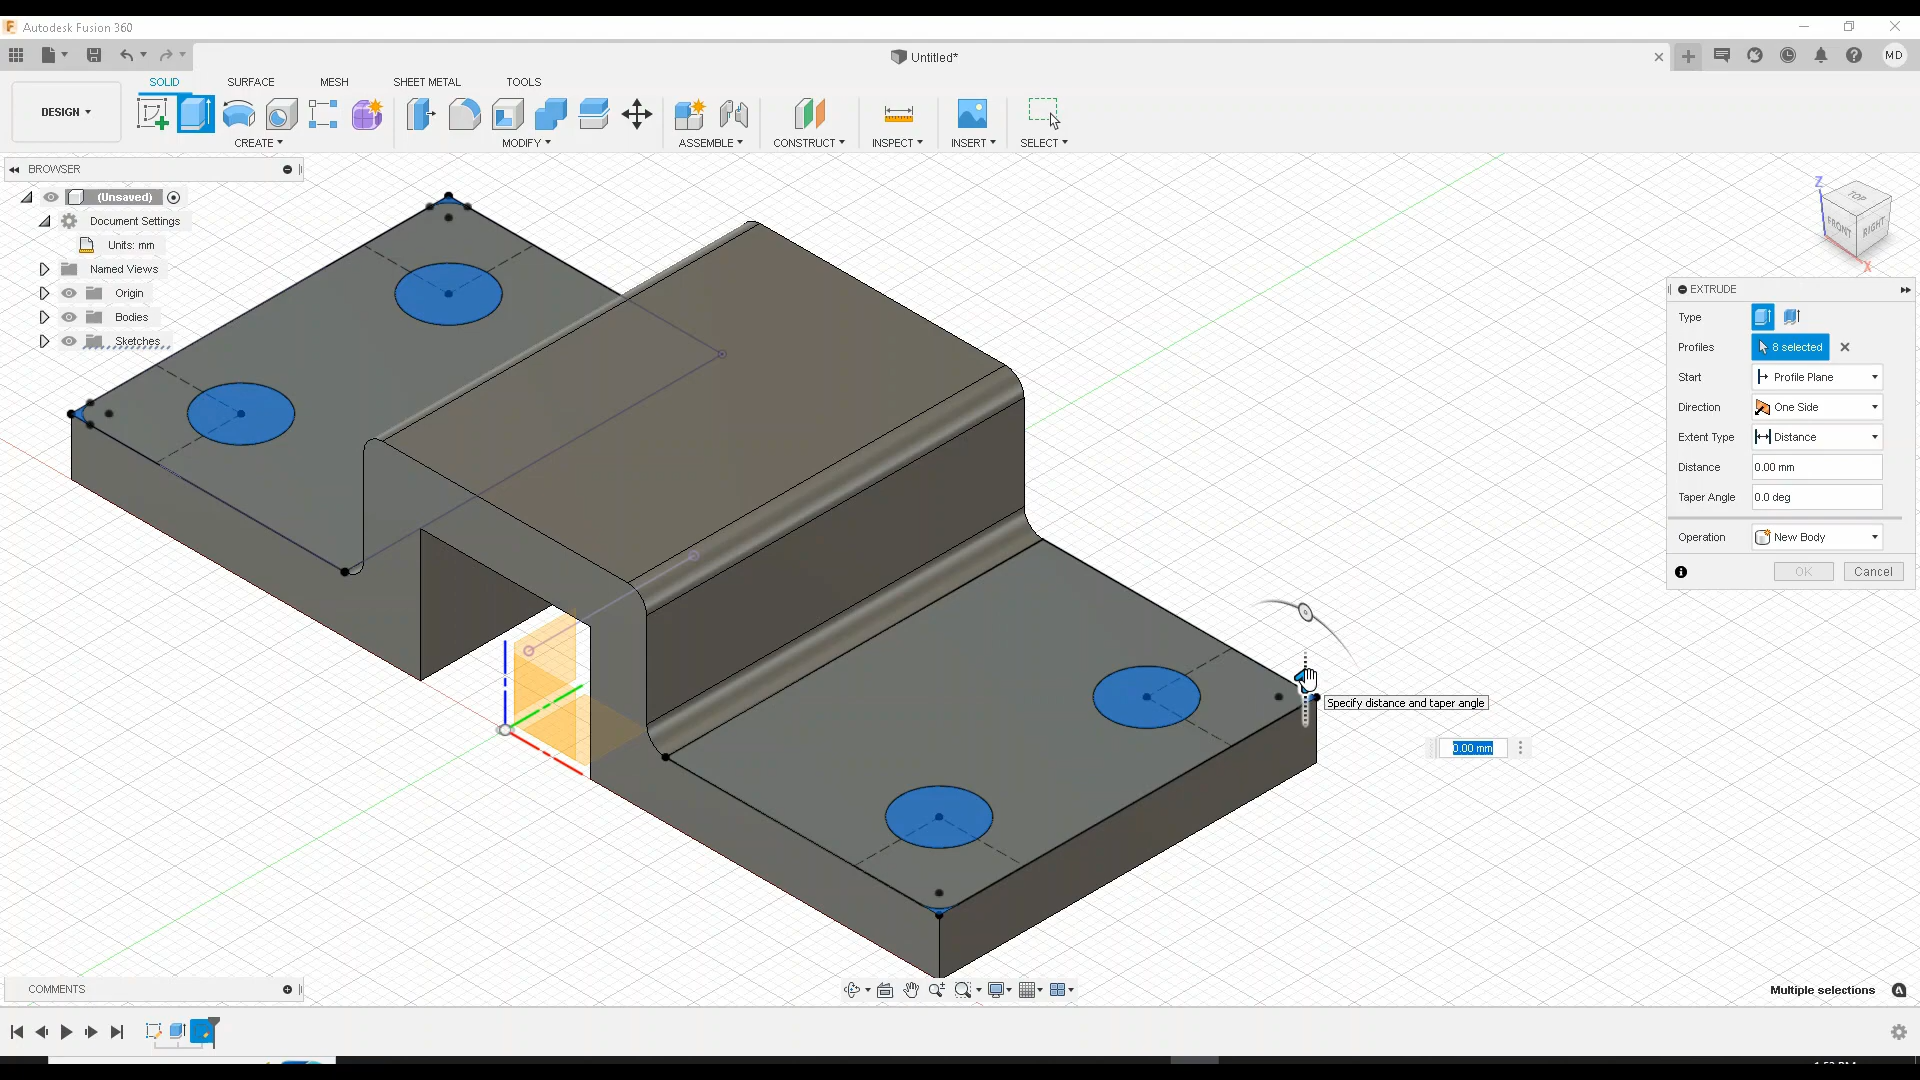 Autodesk Fusion 360
Untitled*
MD
DESIGN
SOLID
SURFACE
MESH
SHEET METAL
TOOLS
CREATE
MODIFY
ASSEMBLE
CONSTRUCT
INSPECT
INSERT
SELECT
BROWSER
(Unsaved)
Document Settings
Units: mm
Named Views
Origin
Bodies
Sketches
Z
TOP
FRONT
RIGHT
X
EXTRUDE
Type
Profiles
8 selected
Start
Profile Plane
Direction
One Side
Extent Type
Distance
Distance
0.00 mm
Taper Angle
0.0 deg
Operation
New Body
OK
Cancel
Specify distance and taper angle
0.00 mm
COMMENTS
Multiple selections